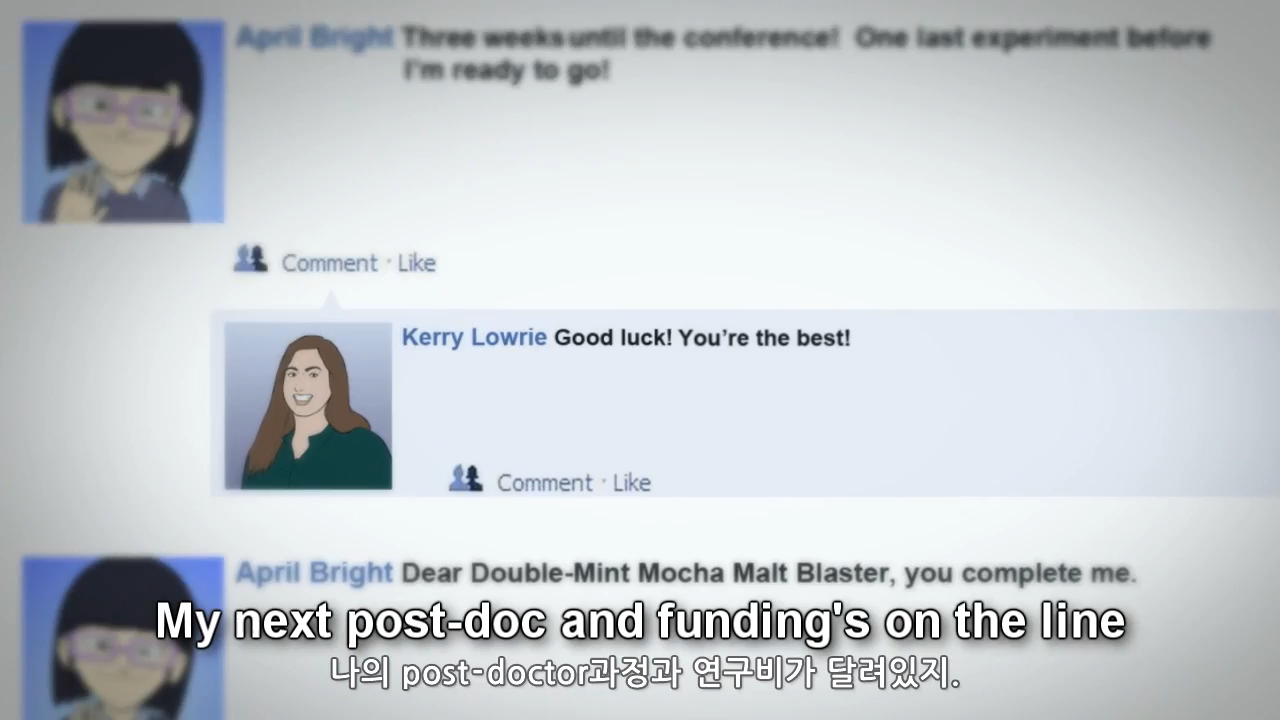 April Bright Three weeks until the conference! One last experiment before
I'm ready to go!
Comment · Like
Kerry Lowrie Good luck! You're the best!
Comment · Like
April Bright Dear Double-Mint Mocha Malt Blaster, you complete me.
My next post-doc and funding's on the line
나의 post-doctor과정과 연구비가 달려있지.